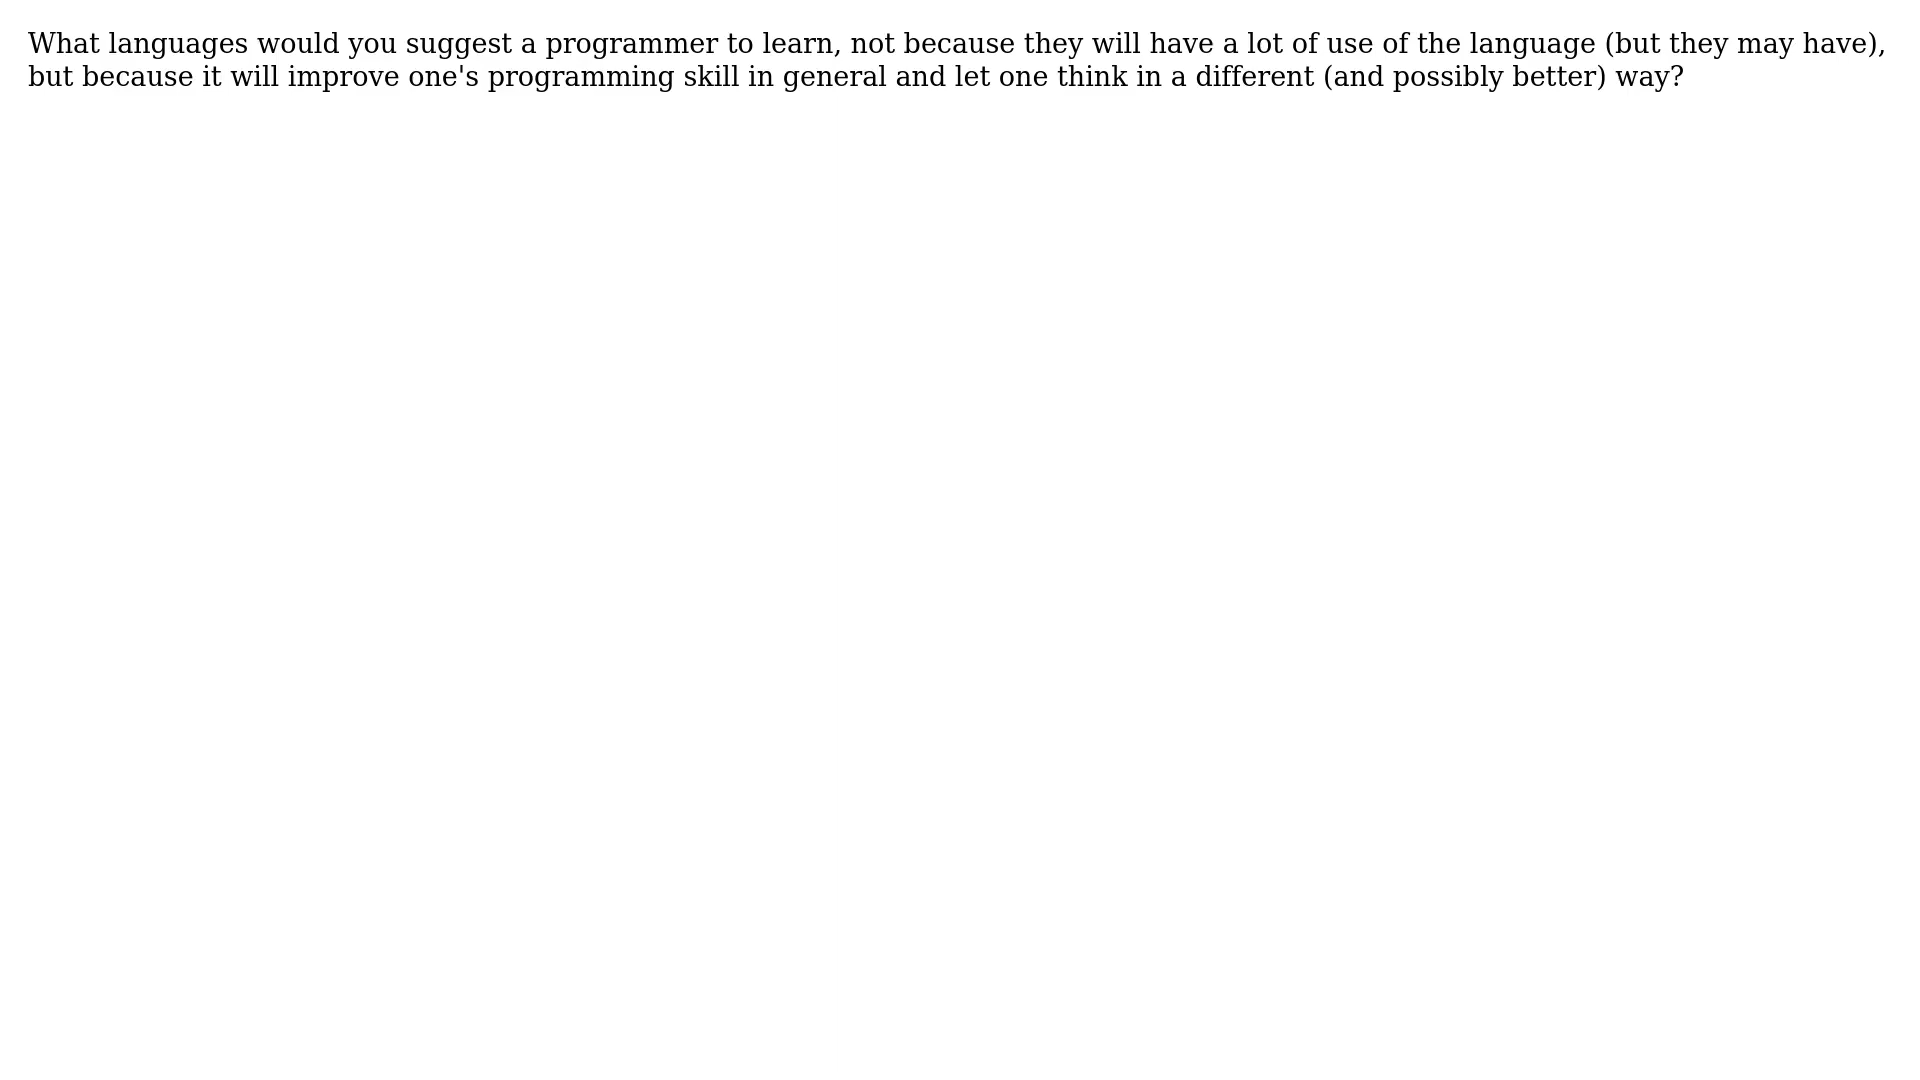 What languages would you suggest a programmer to learn, not because they will have a lot of use of the language (but they may have),
but because it will improve one's programming skill in general and let one think in a different (and possibly better) way?